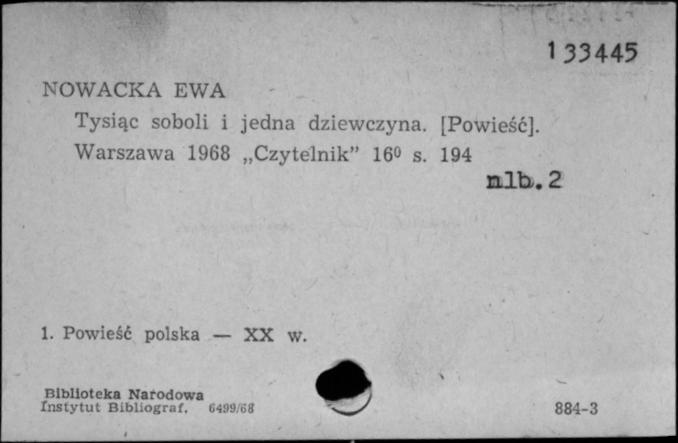 133445
NOWACKA EWA
Tysiąc soboli i jedna dziewczyna. [Powieść].
Warszawa 1968 „Czytelnik” 16⁰ s. 194
nlb. 2
1. Powieść polska — XX w.
Biblioteka Narodowa
Instytut Bibliograf. 6499/68
884-3